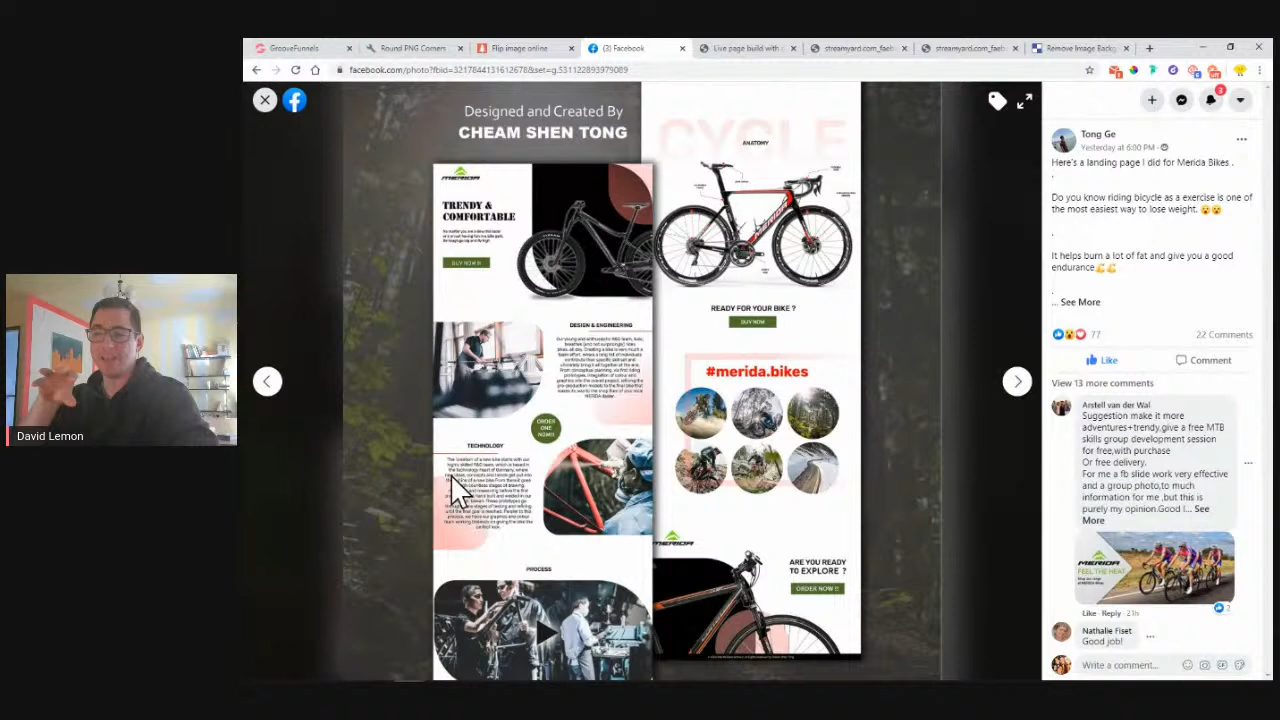 GrooveFunnels
Round PNG Corners
Flip image online
(3) Facebook
Live page build with
streamyard.com_faeb
streamyard.com_faeb
Remove Image Backg
facebook.com/photo?fbid=3217844131612678&set=g.531122893979089
Designed and Created By
CHEAM SHEN TONG
MERIDA
TRENDY &
COMFORTABLE
BUY NOW !!
DESIGN & ENGINEERING
ORDER
ONE
NOW!!
TECHNOLOGY
PROCESS
CYCLE
ANATOMY
READY FOR YOUR BIKE ?
BUY NOW
#merida.bikes
MERIDA
ARE YOU READY
TO EXPLORE ?
ORDER NOW !!
3
Tong Ge
Yesterday at 6:00 PM ·
Here's a landing page I did for Merida Bikes .
.
Do you know riding bicycle as a exercise is one of
the most easiest way to lose weight. 😮😮
.
It helps burn a lot of fat and give you a good
endurance💪💪
.
... See More
77
22 Comments
Like
Comment
View 13 more comments
Arstell van der Wal
Suggestion make it more
adventures+trendy,give a free MTB
skills group development session
for free,with purchase
Or free delivery.
For me a fb slide work very effective
and a group photo,to much
information for me ,but this is
purely my opinion.Good l... See
More
MERIDA
FEEL THE HEAT
Like · Reply · 21h
2
Nathalie Fiset
Good job!
Write a comment...
David Lemon